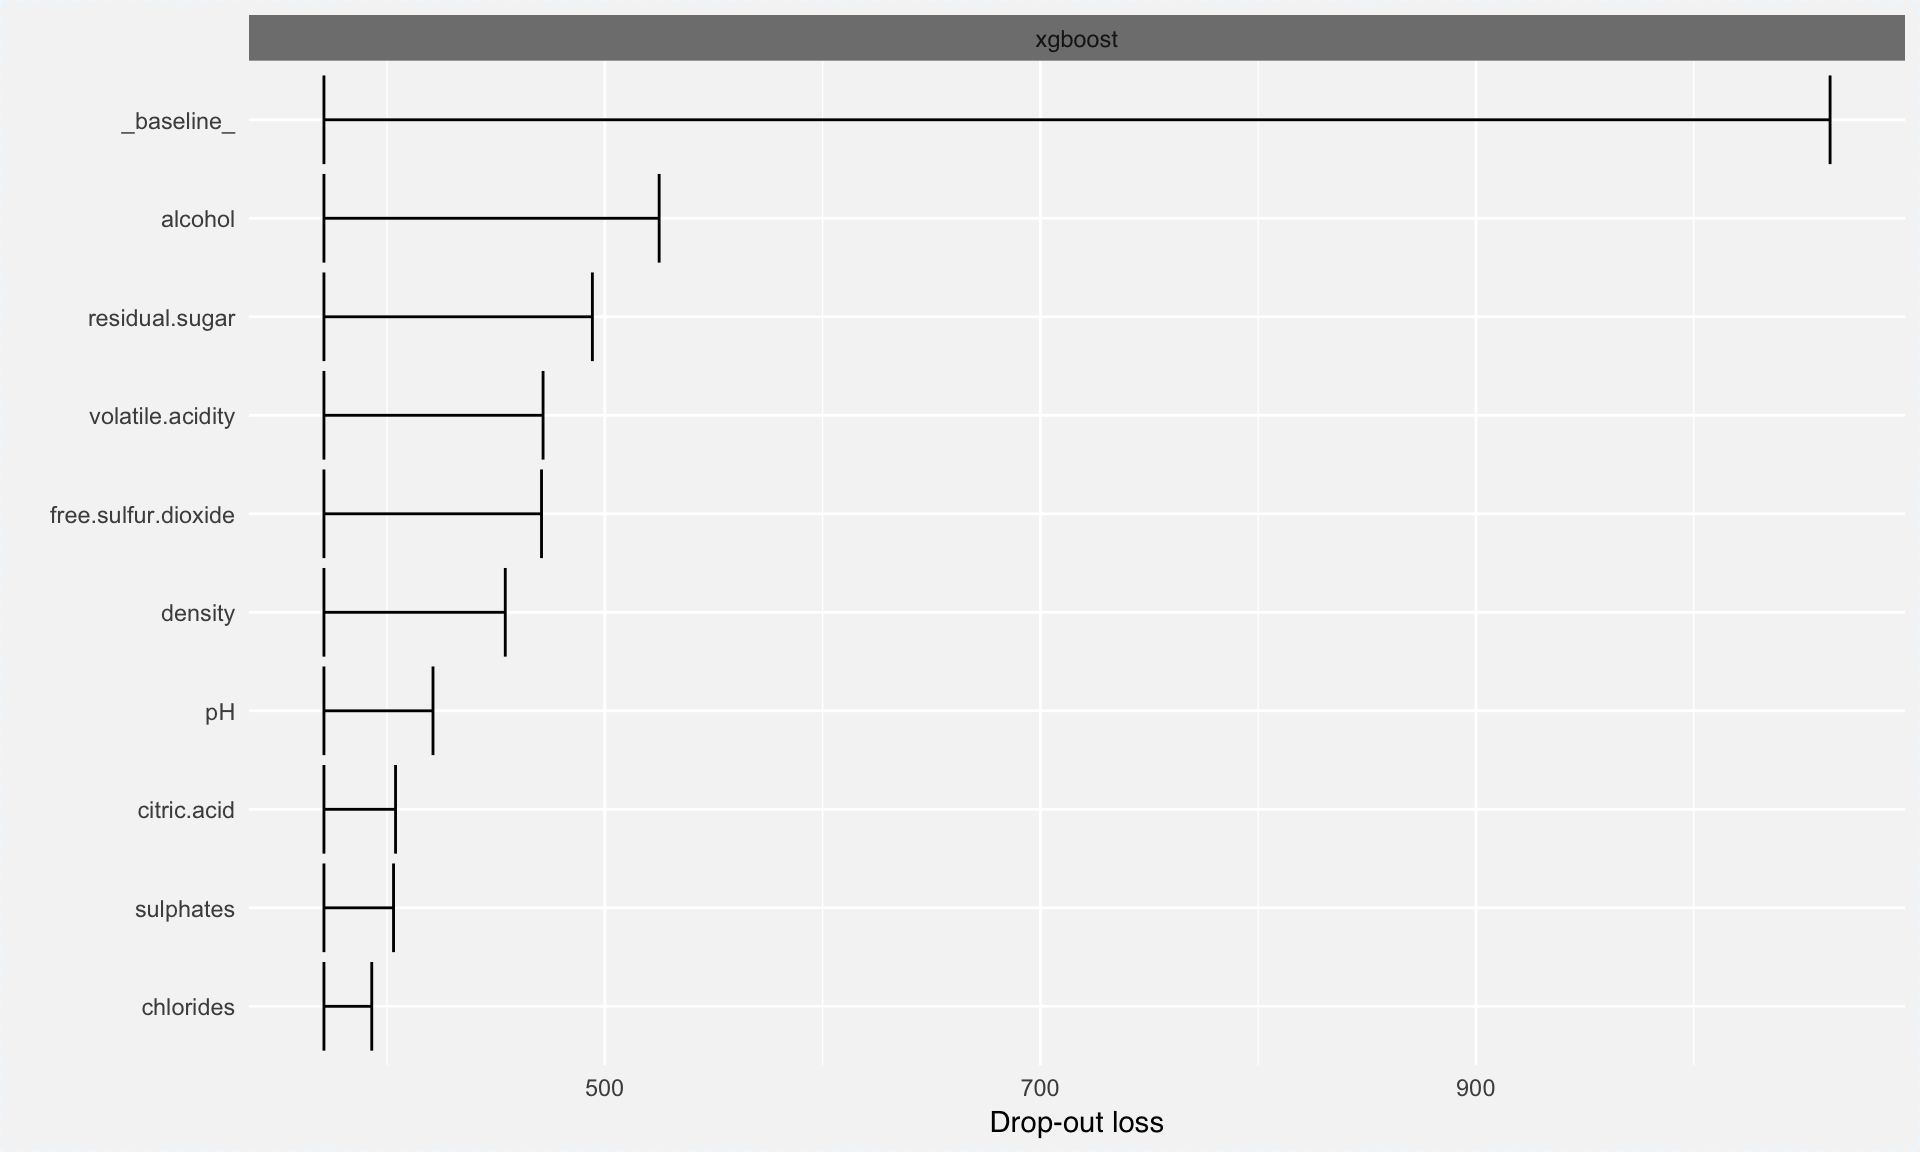 xgboost
_baseline_
alcohol
residual.sugar
volatile.acidity
free.sulfur.dioxide
density
pH
citric.acid
sulphates
chlorides
500 700 900
Drop-out loss